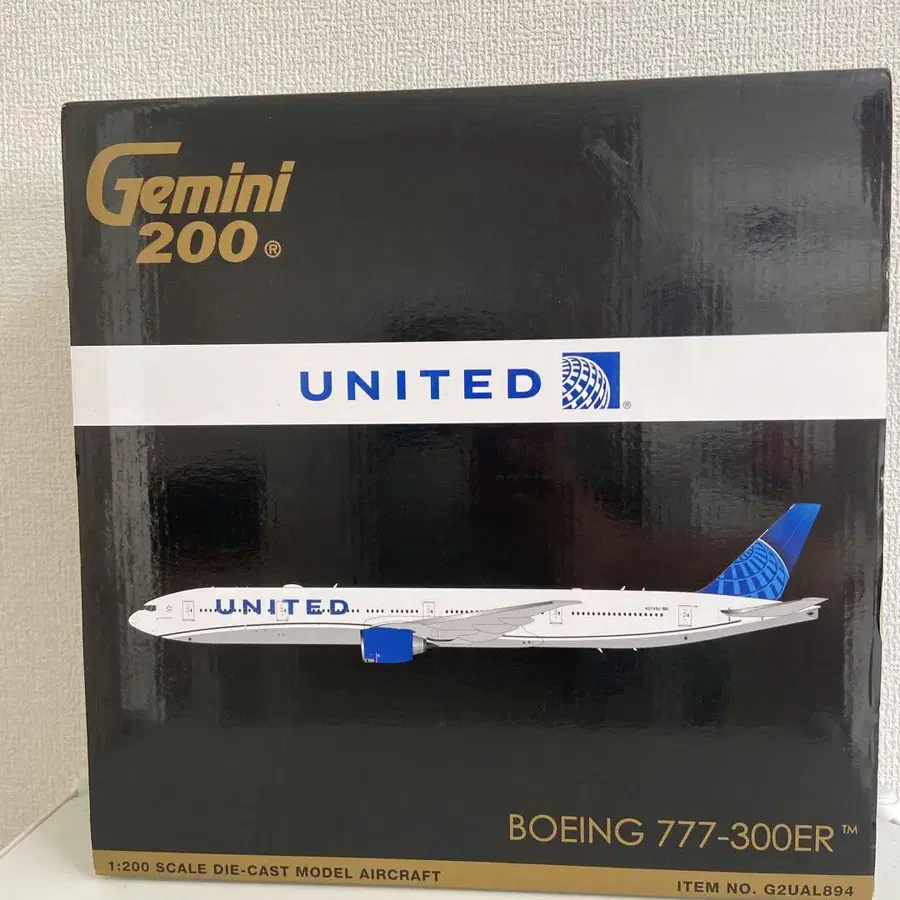 Gemini
200®
UNITED ®
UNITED
BOEING 777-300ER™
1:200 SCALE DIE-CAST MODEL AIRCRAFT
ITEM NO. G2UAL894